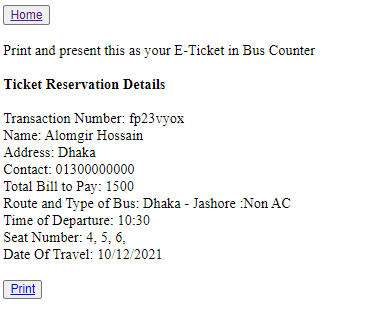 Home
Print and present this as your E-Ticket in Bus Counter
Ticket Reservation Details
Transaction Number: fp23vyox
Name: Alomgir Hossain
Address: Dhaka
Contact: 01300000000
Total Bill to Pay: 1500
Route and Type of Bus: Dhaka - Jashore :Non AC
Time of Departure: 10:30
Seat Number: 4, 5, 6,
Date Of Travel: 10/12/2021
Print